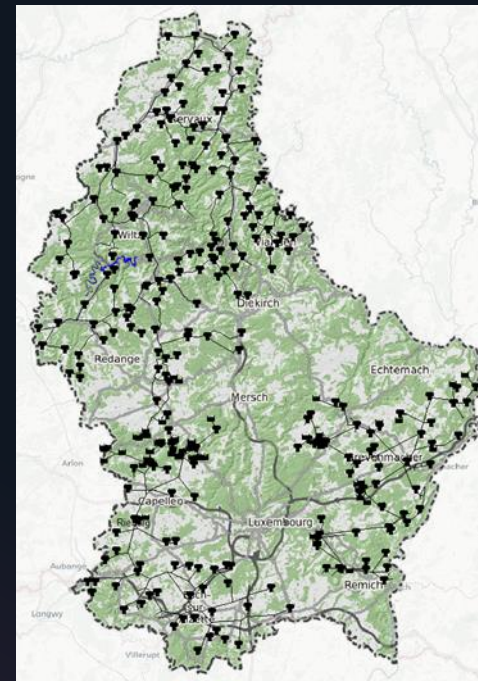 Clervaux
Wiltz
Vianden
Diekirch
Redange
Echternach
Mersch
Arlon
Grevenmacher
Capellen
Luxembourg
Aubange
Remich
Longwy
Villerupt